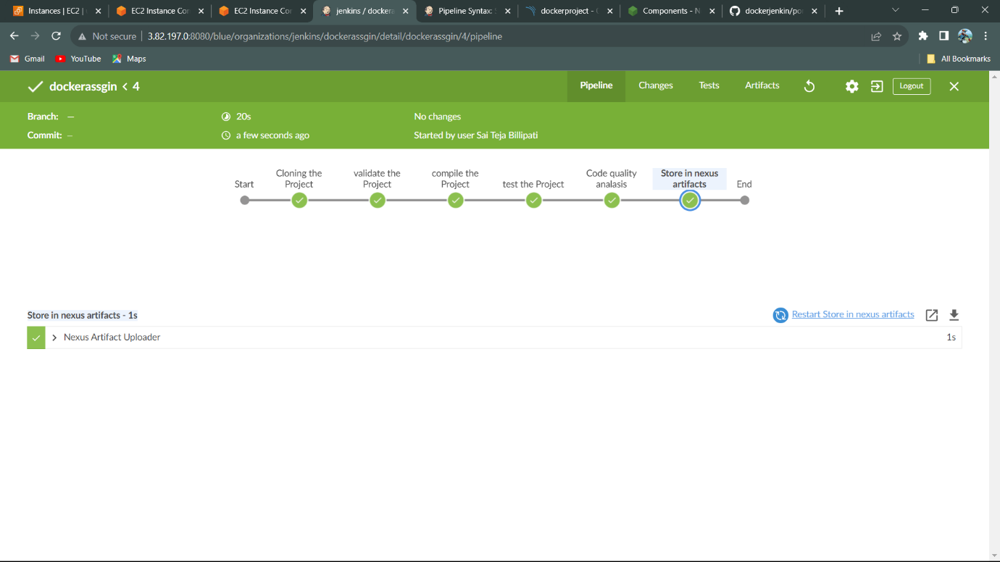 Instances | EC2 |
EC2 Instance Con
EC2 Instance Con
jenkins / dockera
Pipeline Syntax:
dockerproject -
Components - N
dockerjenkin/po
Not secure
3.82.197.0:8080/blue/organizations/jenkins/dockerassgin/detail/dockerassgin/4/pipeline
Gmail
YouTube
Maps
All Bookmarks
dockerassgin < 4
Pipeline
Changes
Tests
Artifacts
Logout
Branch: —
20s
No changes
Commit: –
a few seconds ago
Started by user Sai Teja Billipati
Start
Cloning the
Project
validate the
Project
compile the
Project
test the Project
Code quality
analasis
Store in nexus
artifacts
End
Store in nexus artifacts - 1s
Restart Store in nexus artifacts
Nexus Artifact Uploader
1s